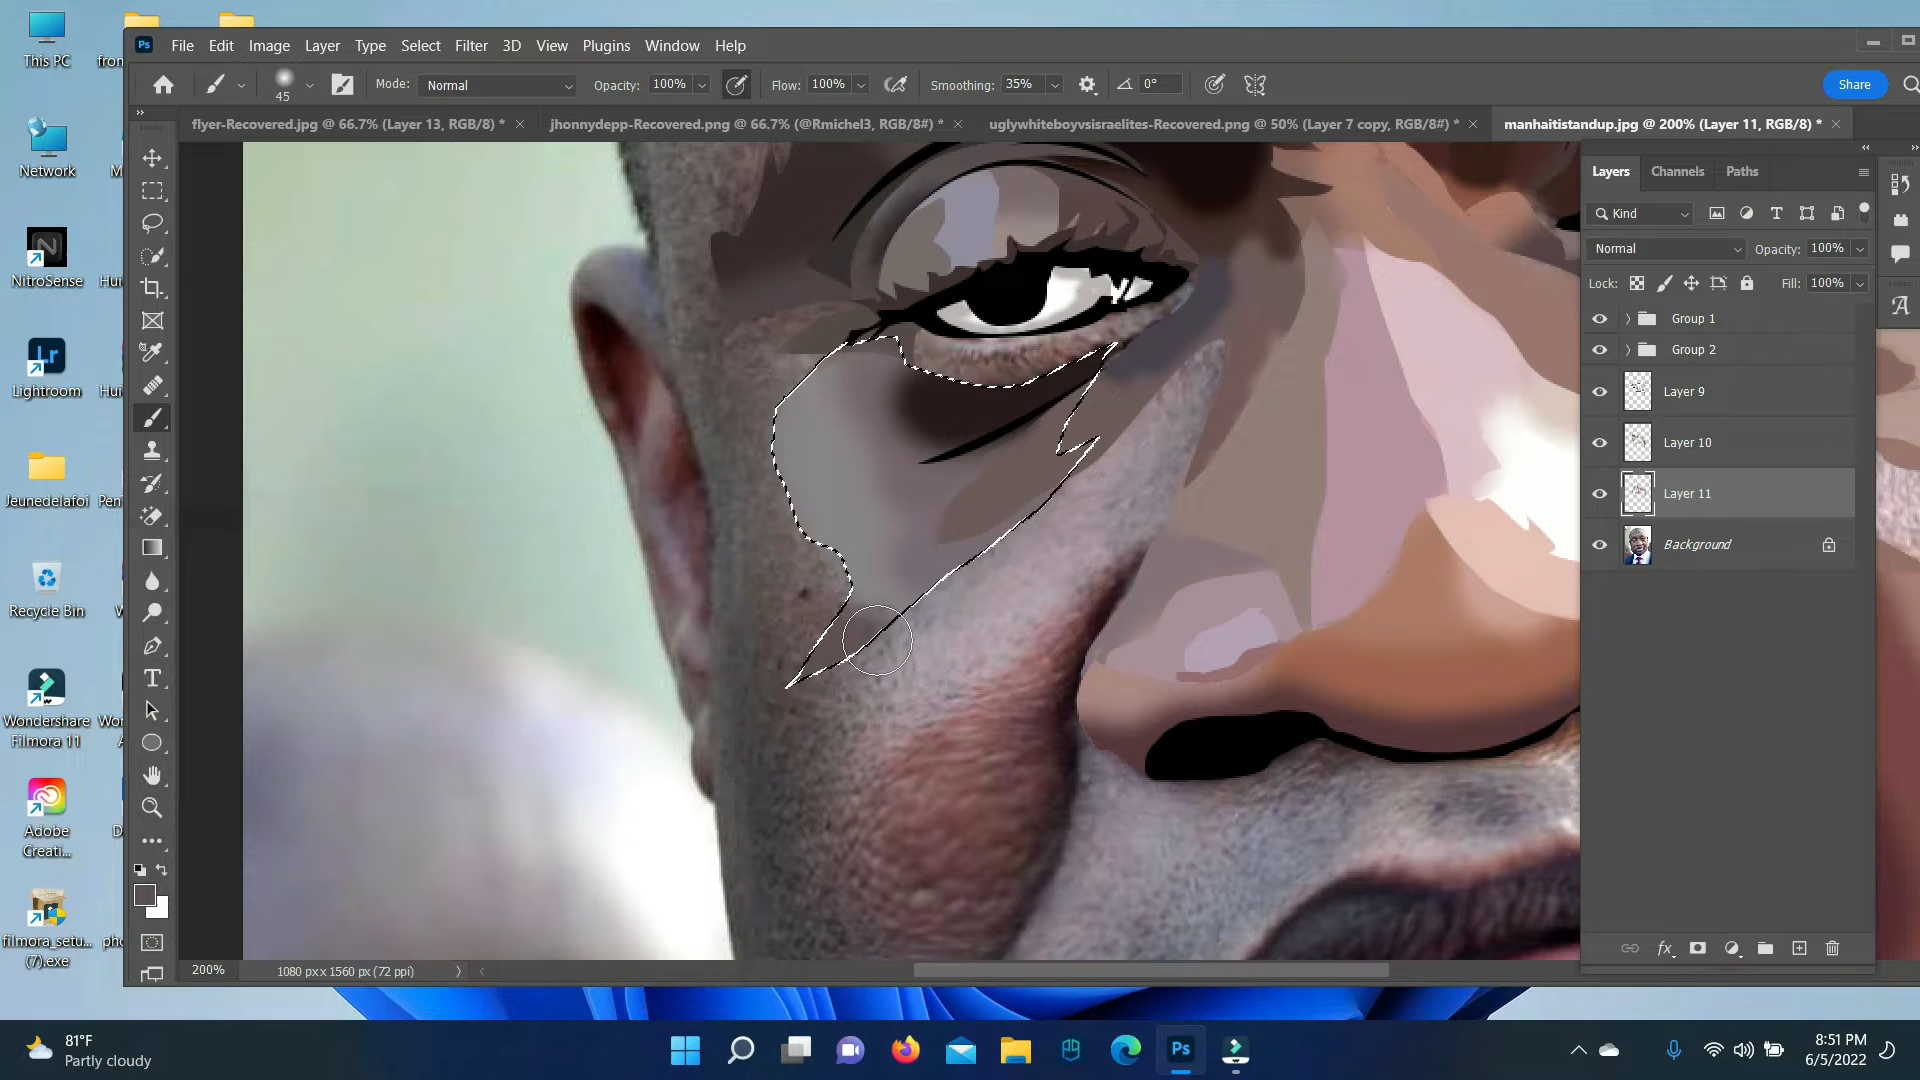 This PC
fron
Ps File Edit Image Layer Type Select Filter 3D View Plugins Window Help
45 Mode: Normal Opacity: 100% Flow: 100% Smoothing: 35% 0° Share
flyer-Recovered.jpg @ 66.7% (Layer 13, RGB/8) * jhonnydepp-Recovered.png @ 66.7% (@Rmichel3, RGB/8#) * uglywhiteboyvsisraelites-Recovered.png @ 50% (Layer 7 copy, RGB/8#) * manhaitistandup.jpg @ 200% (Layer 11, RGB/8) *
Network
NitroSense
Lightroom
Jeunedelafoi
Recycle Bin
Wondershare
Filmora 11
Adobe
Creati...
filmora_setu...
(7).exe
Layers Channels Paths
Kind
Normal Opacity: 100%
Lock: Fill: 100%
Group 1
Group 2
Layer 9
Layer 10
Layer 11
Background
200% 1080 px x 1560 px (72 ppi)
81°F
Partly cloudy
8:51 PM
6/5/2022